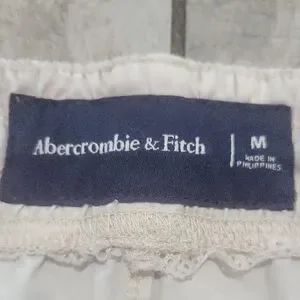 Abercrombie & Fitch
M
MADE IN
PHILIPPINES